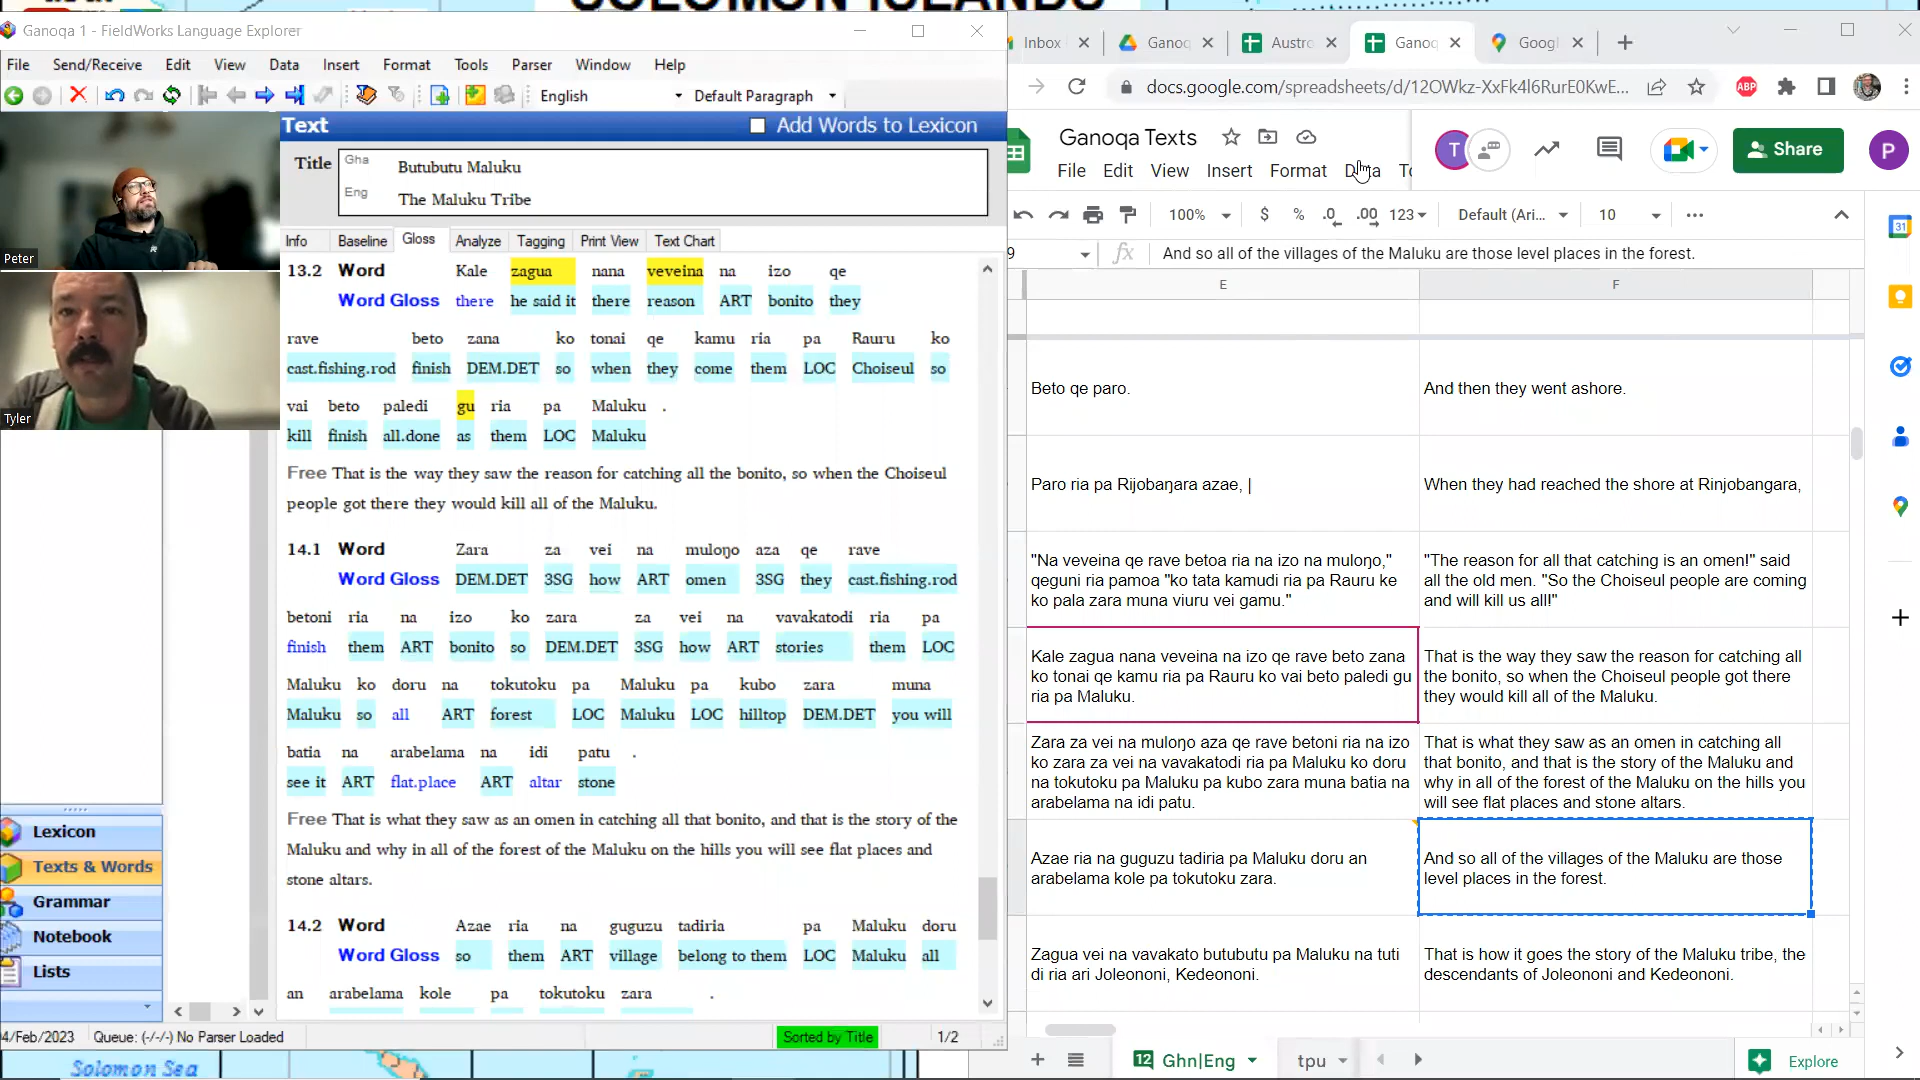 SOLOMON ISLANDS
Ganoqa 1 - FieldWorks Language Explorer
File Send/Receive Edit View Data Insert Format Tools Parser Window Help
English Default Paragraph
Peter
Tyler
Text Add Words to Lexicon
Title Gha Butubutu Maluku
Eng The Maluku Tribe
Info Baseline Gloss Analyze Tagging Print View Text Chart
13.2 Word Kale zagua nana veveina na izo qe
Word Gloss there he said it there reason ART bonito they
rave beto zana ko tonai qe kamu ria pa Rauru ko
cast.fishing.rod finish DEM.DET so when they come them LOC Choiseul so
vai beto paledi gu ria pa Maluku .
kill finish all.done as them LOC Maluku
Free That is the way they saw the reason for catching all the bonito, so when the Choiseul
people got there they would kill all of the Maluku.
14.1 Word Zara za vei na muloŋo aza qe rave
Word Gloss DEM.DET 3SG how ART omen 3SG they cast.fishing.rod
betoni ria na izo ko zara za vei na vavakatodi ria pa
finish them ART bonito so DEM.DET 3SG how ART stories them LOC
Maluku ko doru na tokutoku pa Maluku pa kubo zara muna
Maluku so all ART forest LOC Maluku LOC hilltop DEM.DET you will
batia na arabelama na idi patu .
see it ART flat.place ART altar stone
Free That is what they saw as an omen in catching all that bonito, and that is the story of the
Maluku and why in all of the forest of the Maluku on the hills you will see flat places and
stone altars.
14.2 Word Azae ria na guguzu tadiria pa Maluku doru
Word Gloss so them ART village belong to them LOC Maluku all
an arabelama kole pa tokutoku zara .
Lexicon
Texts & Words
Grammar
Notebook
Lists
04/Feb/2023 Queue: (-/-/-) No Parser Loaded Sorted by Title 1/2
Solomon Sea
Inbox Ganoq Austro Ganoq Googl
docs.google.com/spreadsheets/d/12OWkz-XxFk4l6RurE0KwE...
ABP
Ganoqa Texts
File Edit View Insert Format Data To
T Share P
100% $ % .0 .00 123 Default (Ari... 10
9 fx And so all of the villages of the Maluku are those level places in the forest.
E F
31
Beto qe paro.
And then they went ashore.
Paro ria pa Rijobaŋara azae, |
When they had reached the shore at Rinjobangara,
"Na veveina qe rave betoa ria na izo na muloŋo,"
qeguni ria pamoa "ko tata kamudi ria pa Rauru ke
ko pala zara muna viuru vei gamu."
"The reason for all that catching is an omen!" said
all the old men. "So the Choiseul people are coming
and will kill us all!"
Kale zagua nana veveina na izo qe rave beto zana
ko tonai qe kamu ria pa Rauru ko vai beto paledi gu
ria pa Maluku.
That is the way they saw the reason for catching all
the bonito, so when the Choiseul people got there
they would kill all of the Maluku.
Zara za vei na muloŋo aza qe rave betoni ria na izo
ko zara za vei na vavakatodi ria pa Maluku ko doru
na tokutoku pa Maluku pa kubo zara muna batia na
arabelama na idi patu.
That is what they saw as an omen in catching all
that bonito, and that is the story of the Maluku and
why in all of the forest of the Maluku on the hills you
will see flat places and stone altars.
Azae ria na guguzu tadiria pa Maluku doru an
arabelama kole pa tokutoku zara.
And so all of the villages of the Maluku are those
level places in the forest.
Zagua vei na vavakato butubutu pa Maluku na tuti
di ria ari Joleononi, Kedeononi.
That is how it goes the story of the Maluku tribe, the
descendants of Joleononi and Kedeononi.
12 Ghn|Eng tpu Explore